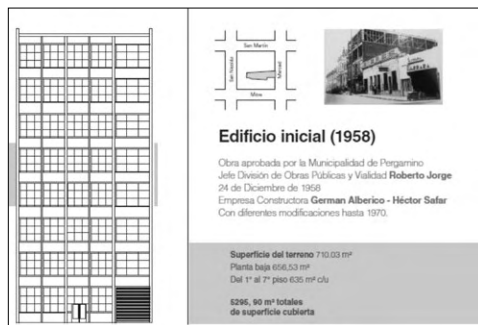 San Martín
San Nicolás
Merced
Mitre
Edificio inicial (1958)
Obra aprobada por la Municipalidad de Pergamino
Jefe División de Obras Públicas y Vialidad Roberto Jorge
24 de Diciembre de 1958
Empresa Constructora German Alberico - Héctor Safar
Con diferentes modificaciones hasta 1970.
Superficie del terreno 710.03 m²
Planta baja 656,53 m²
Del 1° al 7° piso 635 m² c/u
5295, 90 m² totales
de superficie cubierta